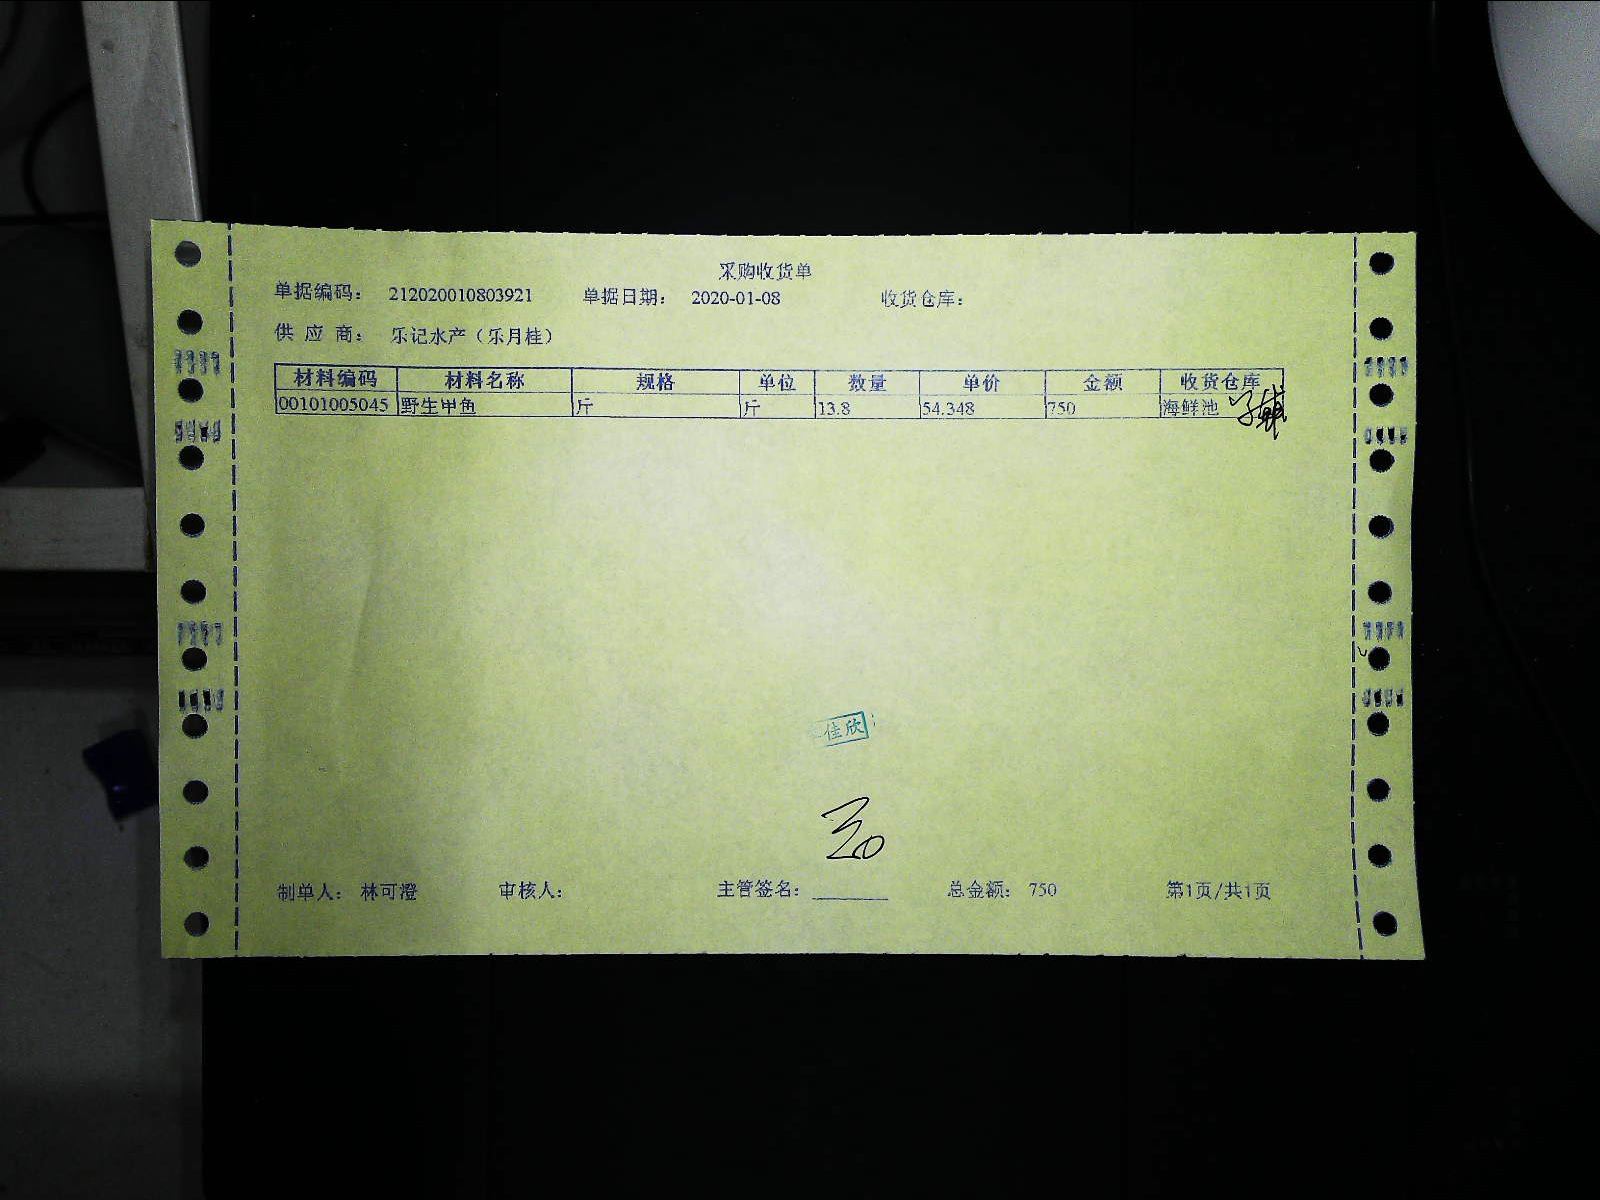 采购收货单
单据编码： 212020010803921 单据日期： 2020-01-08 收货仓库：
供 应 商： 乐记水产（乐月桂）
材料编码 材料名称 规格 单位 数量 单价 金额 收货仓库
00101005045 野生甲鱼 斤 斤 13.8 54.348 750 海鲜池
佳欣
制单人： 林可澄 审核人： 主管签名： 总金额： 750 第1页/共1页